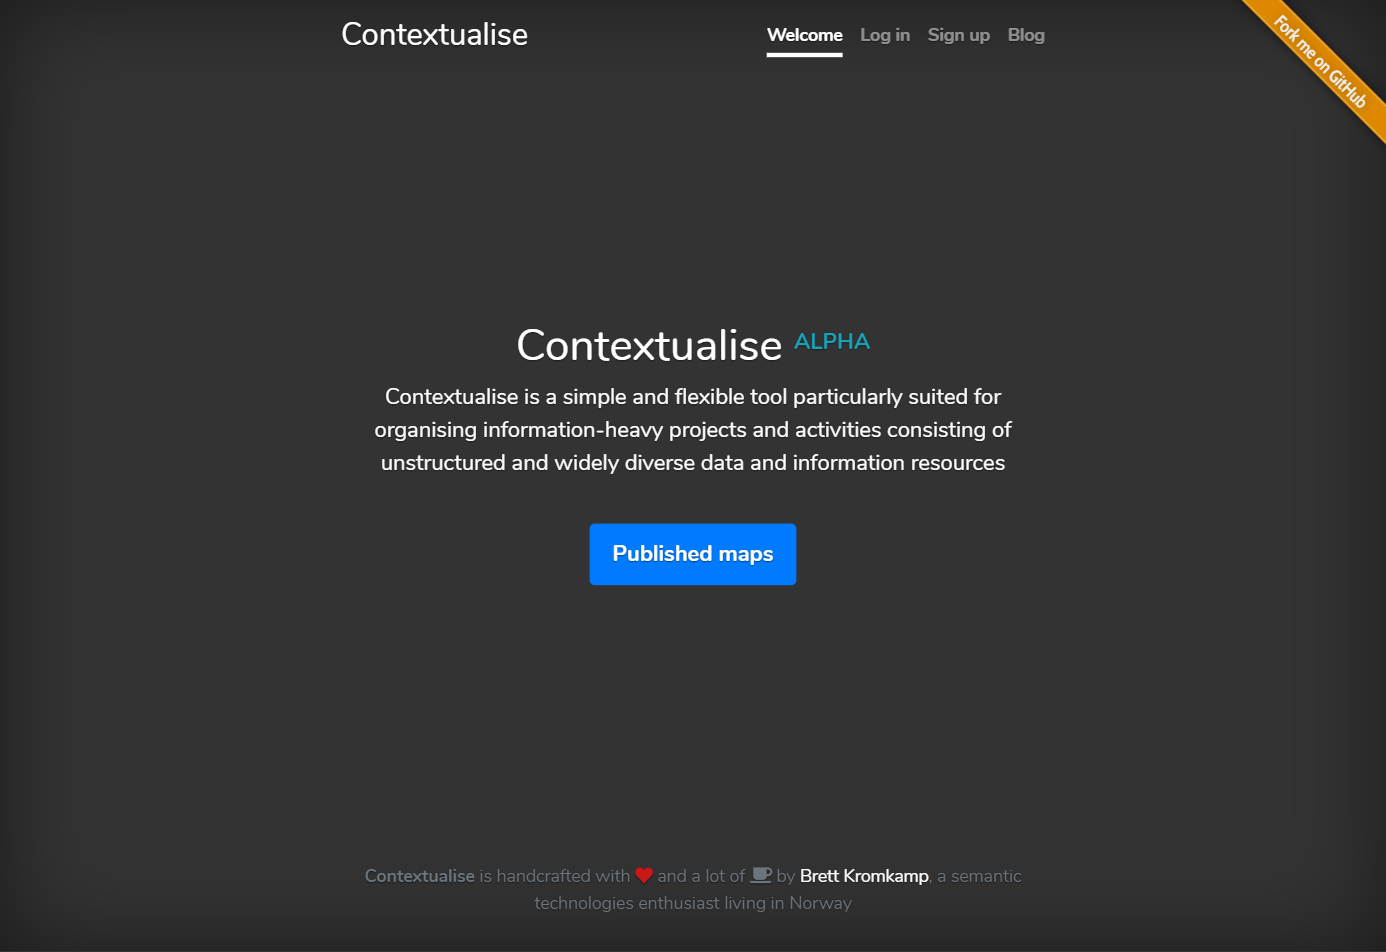 Contextualise
Welcome Log in Sign up Blog
Fork me on GitHub
Contextualise ALPHA
Contextualise is a simple and flexible tool particularly suited for
organising information-heavy projects and activities consisting of
unstructured and widely diverse data and information resources
Published maps
Contextualise is handcrafted with and a lot of by Brett Kromkamp, a semantic
technologies enthusiast living in Norway